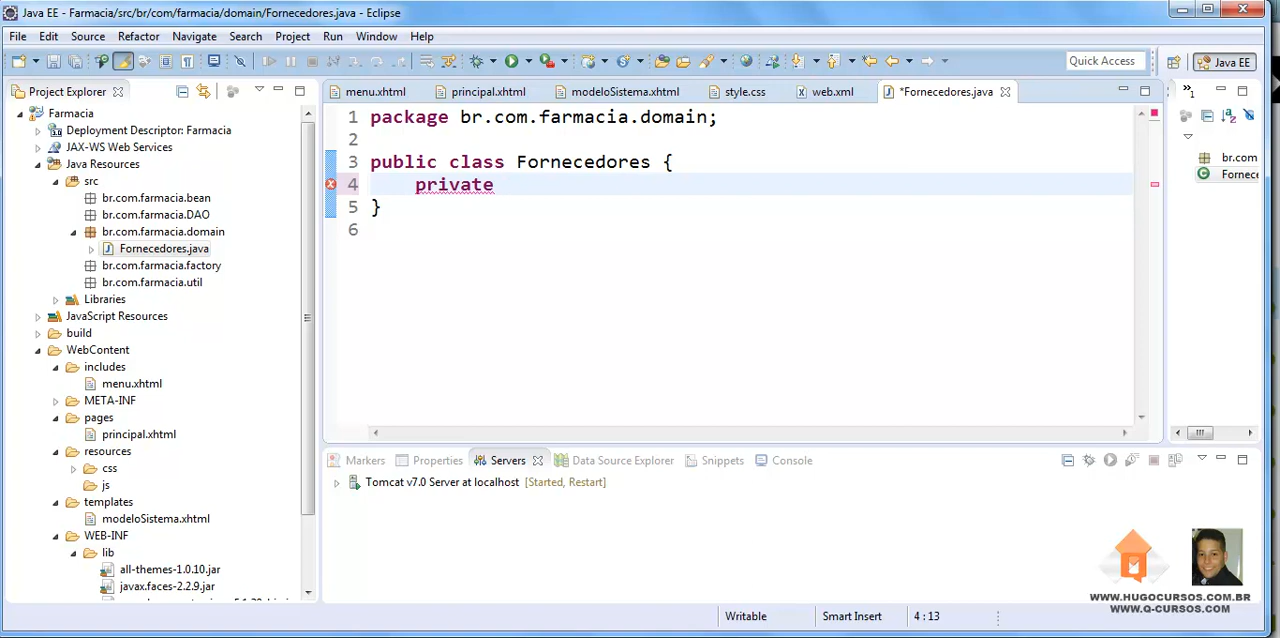 Java EE - Farmacia/src/br/com/farmacia/domain/Fornecedores.java - Eclipse
File Edit Source Refactor Navigate Search Project Run Window Help
Quick Access
Java EE
Project Explorer
menu.xhtml
principal.xhtml
modeloSistema.xhtml
style.css
web.xml
*Fornecedores.java
»1
Farmacia
Deployment Descriptor: Farmacia
JAX-WS Web Services
Java Resources
src
br.com.farmacia.bean
br.com.farmacia.DAO
br.com.farmacia.domain
Fornecedores.java
br.com.farmacia.factory
br.com.farmacia.util
Libraries
JavaScript Resources
build
WebContent
includes
menu.xhtml
META-INF
pages
principal.xhtml
resources
css
js
templates
modeloSistema.xhtml
WEB-INF
lib
all-themes-1.0.10.jar
javax.faces-2.2.9.jar
1 package br.com.farmacia.domain;
2
3 public class Fornecedores {
4 private
5 }
6
br.com
Fornece
Markers
Properties
Servers
Data Source Explorer
Snippets
Console
Tomcat v7.0 Server at localhost [Started, Restart]
WWW.HUGOCURSOS.COM.BR
WWW.Q-CURSOS.COM
Writable
Smart Insert
4 : 13